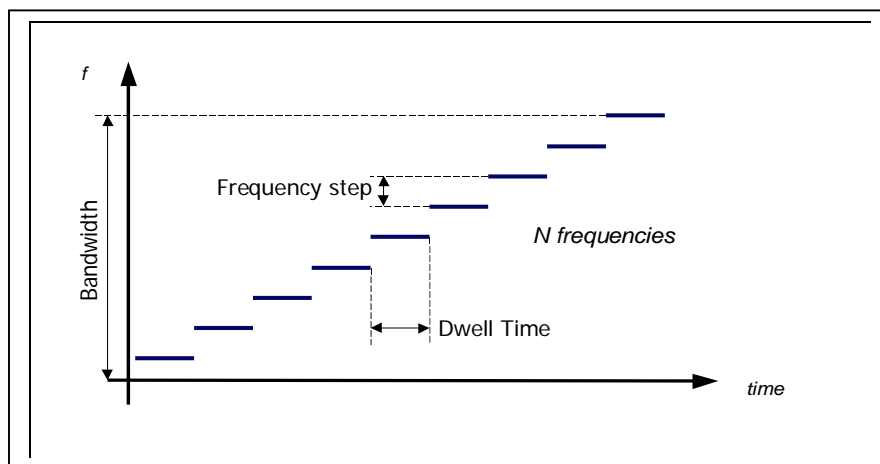 f
Frequency step
N frequencies
Bandwidth
Dwell Time
time